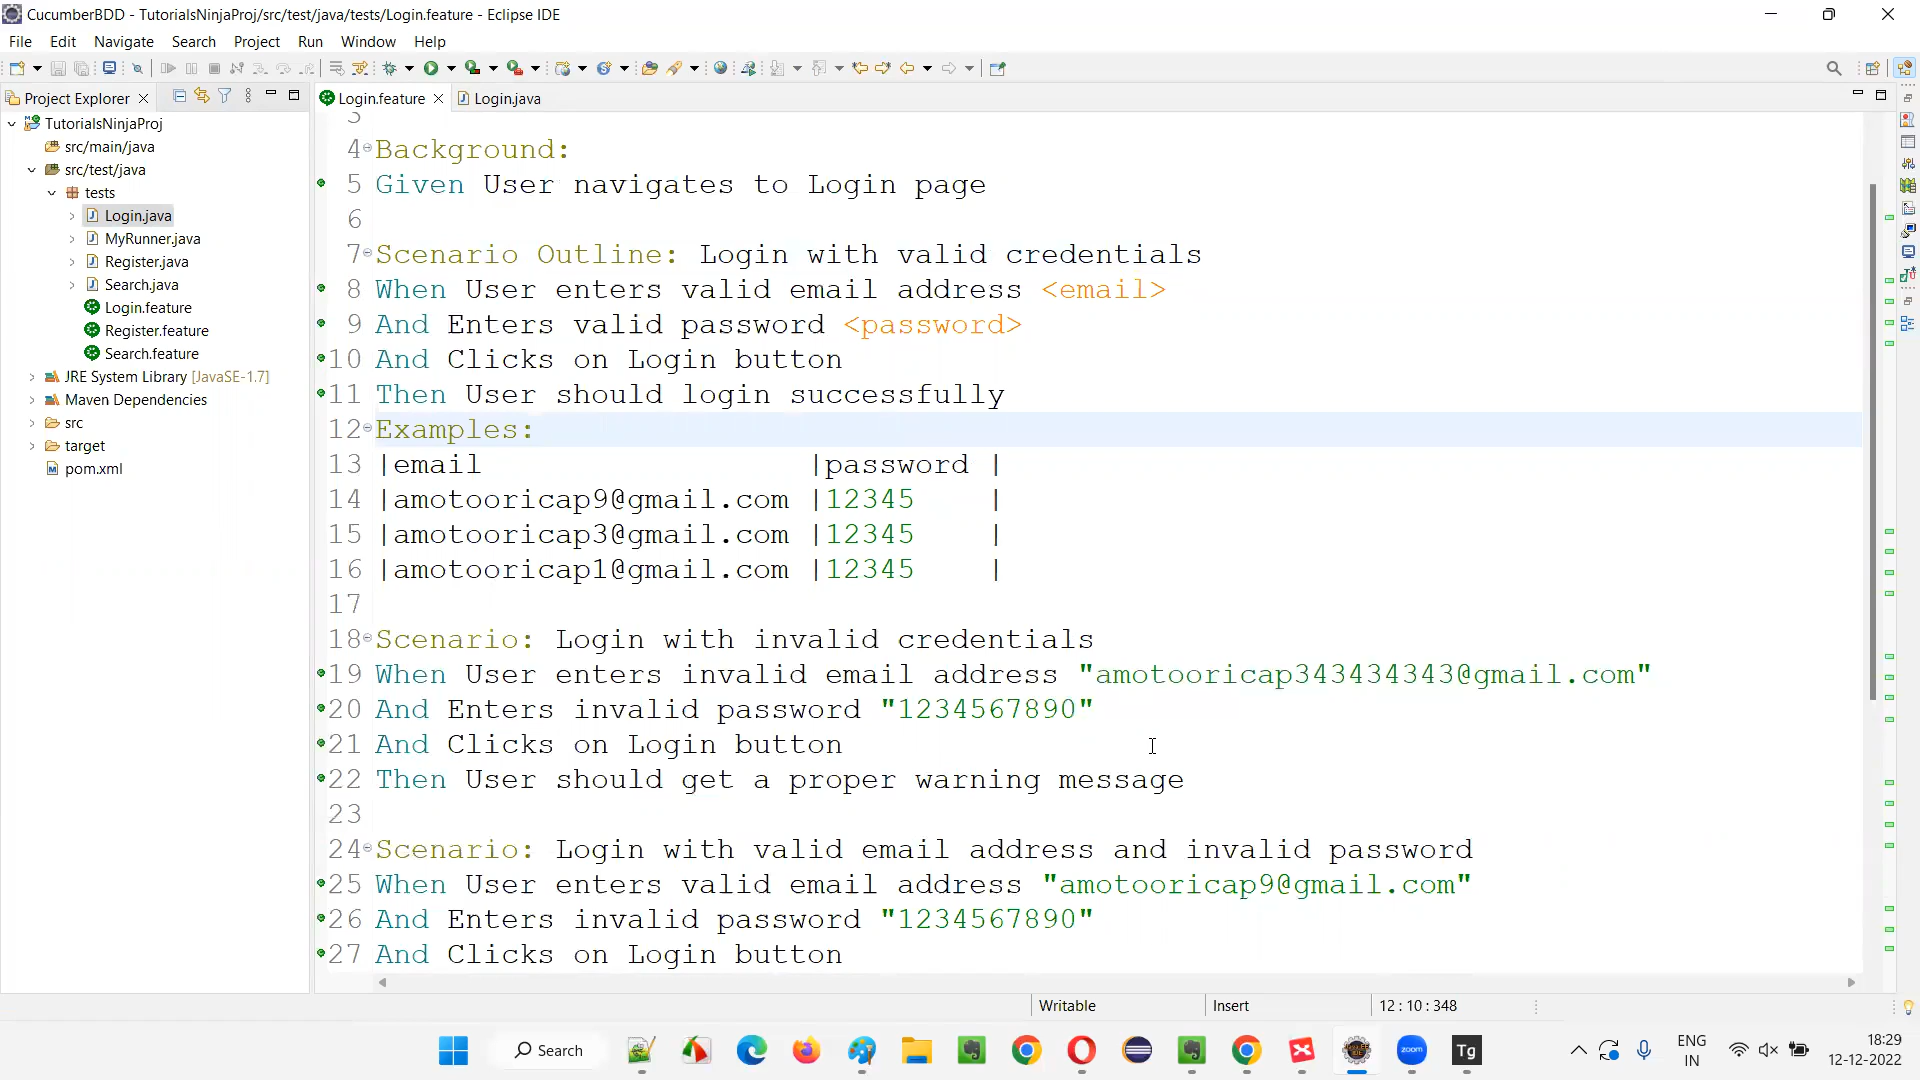 CucumberBDD - TutorialsNinjaProj/src/test/java/tests/Login.feature - Eclipse IDE
File Edit Navigate Search Project Run Window Help
Project Explorer
Login.feature
Login.java
TutorialsNinjaProj
src/main/java
src/test/java
tests
Login.java
MyRunner.java
Register.java
Search.java
Login.feature
Register.feature
Search.feature
JRE System Library [JavaSE-1.7]
Maven Dependencies
src
target
pom.xml
3
4 Background:
5 Given User navigates to Login page
6
7 Scenario Outline: Login with valid credentials
8 When User enters valid email address <email>
9 And Enters valid password <password>
10 And Clicks on Login button
11 Then User should login successfully
12 Examples:
13 |email |password |
14 |amotooricap9@gmail.com |12345 |
15 |amotooricap3@gmail.com |12345 |
16 |amotooricap1@gmail.com |12345 |
17
18 Scenario: Login with invalid credentials
19 When User enters invalid email address "amotooricap343434343@gmail.com"
20 And Enters invalid password "1234567890"
21 And Clicks on Login button
22 Then User should get a proper warning message
23
24 Scenario: Login with valid email address and invalid password
25 When User enters valid email address "amotooricap9@gmail.com"
26 And Enters invalid password "1234567890"
27 And Clicks on Login button
Writable
Insert
12 : 10 : 348
Search
zoom
Tg
ENG
IN
18:29
12-12-2022